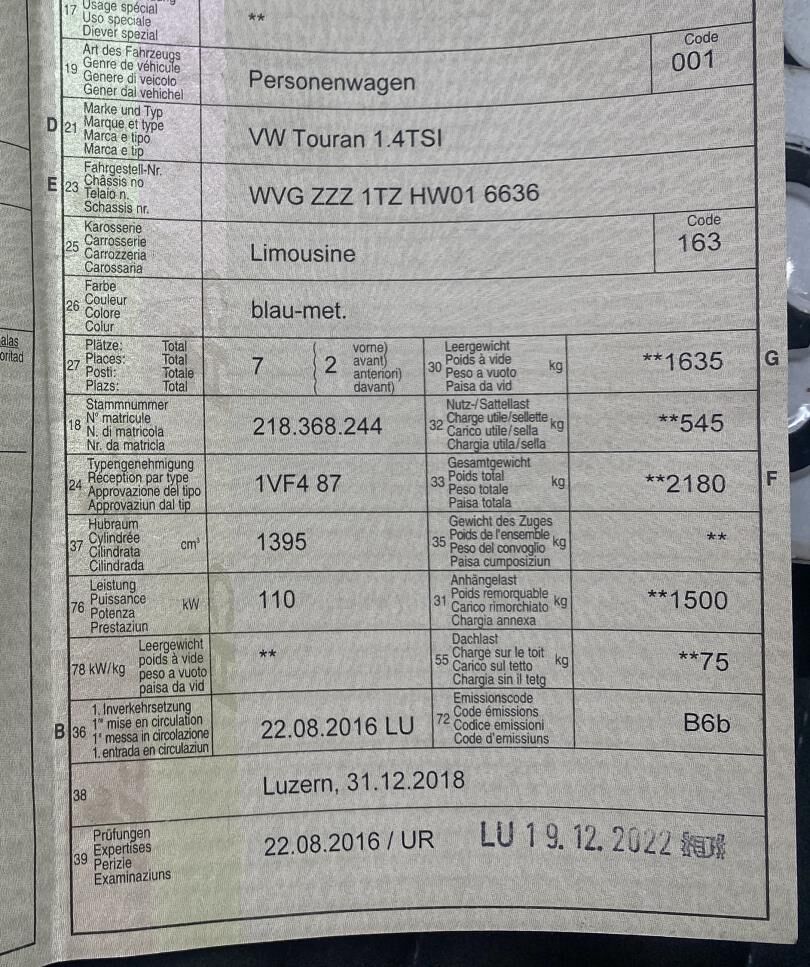 17 Usage spécial
Uso speciale
Diever spezial
**
19 Art des Fahrzeugs
Genre de véhicule
Genere di veicolo
Gener dal vehichel
Personenwagen
Code
001
D 21 Marke und Typ
Marque et type
Marca e tipo
Marca e tip
VW Touran 1.4TSI
E 23 Fahrgestell-Nr.
Châssis no
Telaio n.
Schassis nr.
WVG ZZZ 1TZ HW01 6636
25 Karosserie
Carrosserie
Carrozzeria
Carossaria
Limousine
Code
163
26 Farbe
Couleur
Colore
Colur
blau-met.
alas
oritad
27 Plätze: Total
Places: Total
Posti: Totale
Plazs: Total
7 ( 2 vorne)
avant)
anteriori)
davant)
30 Leergewicht
Poids à vide
Peso a vuoto
Paisa da vid
kg
**1635 G
18 Stammnummer
N° matricule
N. di matricola
Nr. da matricla
218.368.244
32 Nutz-/Sattellast
Charge utile/sellette
Carico utile/sella
Chargia utila/sella
kg
**545
24 Typengenehmigung
Réception par type
Approvazione del tipo
Approvaziun dal tip
1VF4 87
33 Gesamtgewicht
Poids total
Peso totale
Paisa totala
kg
**2180 F
37 Hubraum
Cylindrée
Cilindrata
Cilindrada
cm³
1395
35 Gewicht des Zuges
Poids de l'ensemble
Peso del convoglio
Paisa cumposiziun
kg
**
76 Leistung
Puissance
Potenza
Prestaziun
kW
110
31 Anhängelast
Poids remorquable
Carico rimorchiato
Chargia annexa
kg
**1500
78 kW/kg Leergewicht
poids à vide
peso a vuoto
paisa da vid
**
55 Dachlast
Charge sur le toit
Carico sul tetto
Chargia sin il tetg
kg
**75
B 36 1. Inverkehrsetzung
1re mise en circulation
1a messa in circolazione
1. entrada en circulaziun
22.08.2016 LU
72 Emissionscode
Code émissions
Codice emissioni
Code d'emissiuns
B6b
38
Luzern, 31.12.2018
39 Prüfungen
Expertises
Perizie
Examinaziuns
22.08.2016 / UR LU 19.12.2022